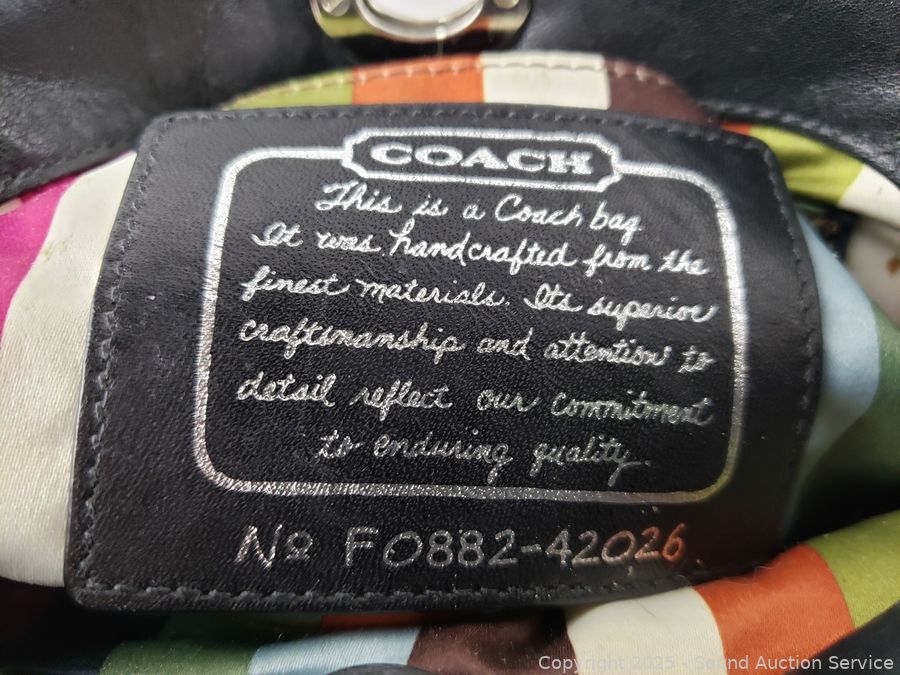 COACH
This is a Coach bag
It was handcrafted from the
finest materials. Its superior
craftsmanship and attention to
detail reflect our commitment
to enduring quality.
No F0882-42026
Copyright 2025 - Sound Auction Service